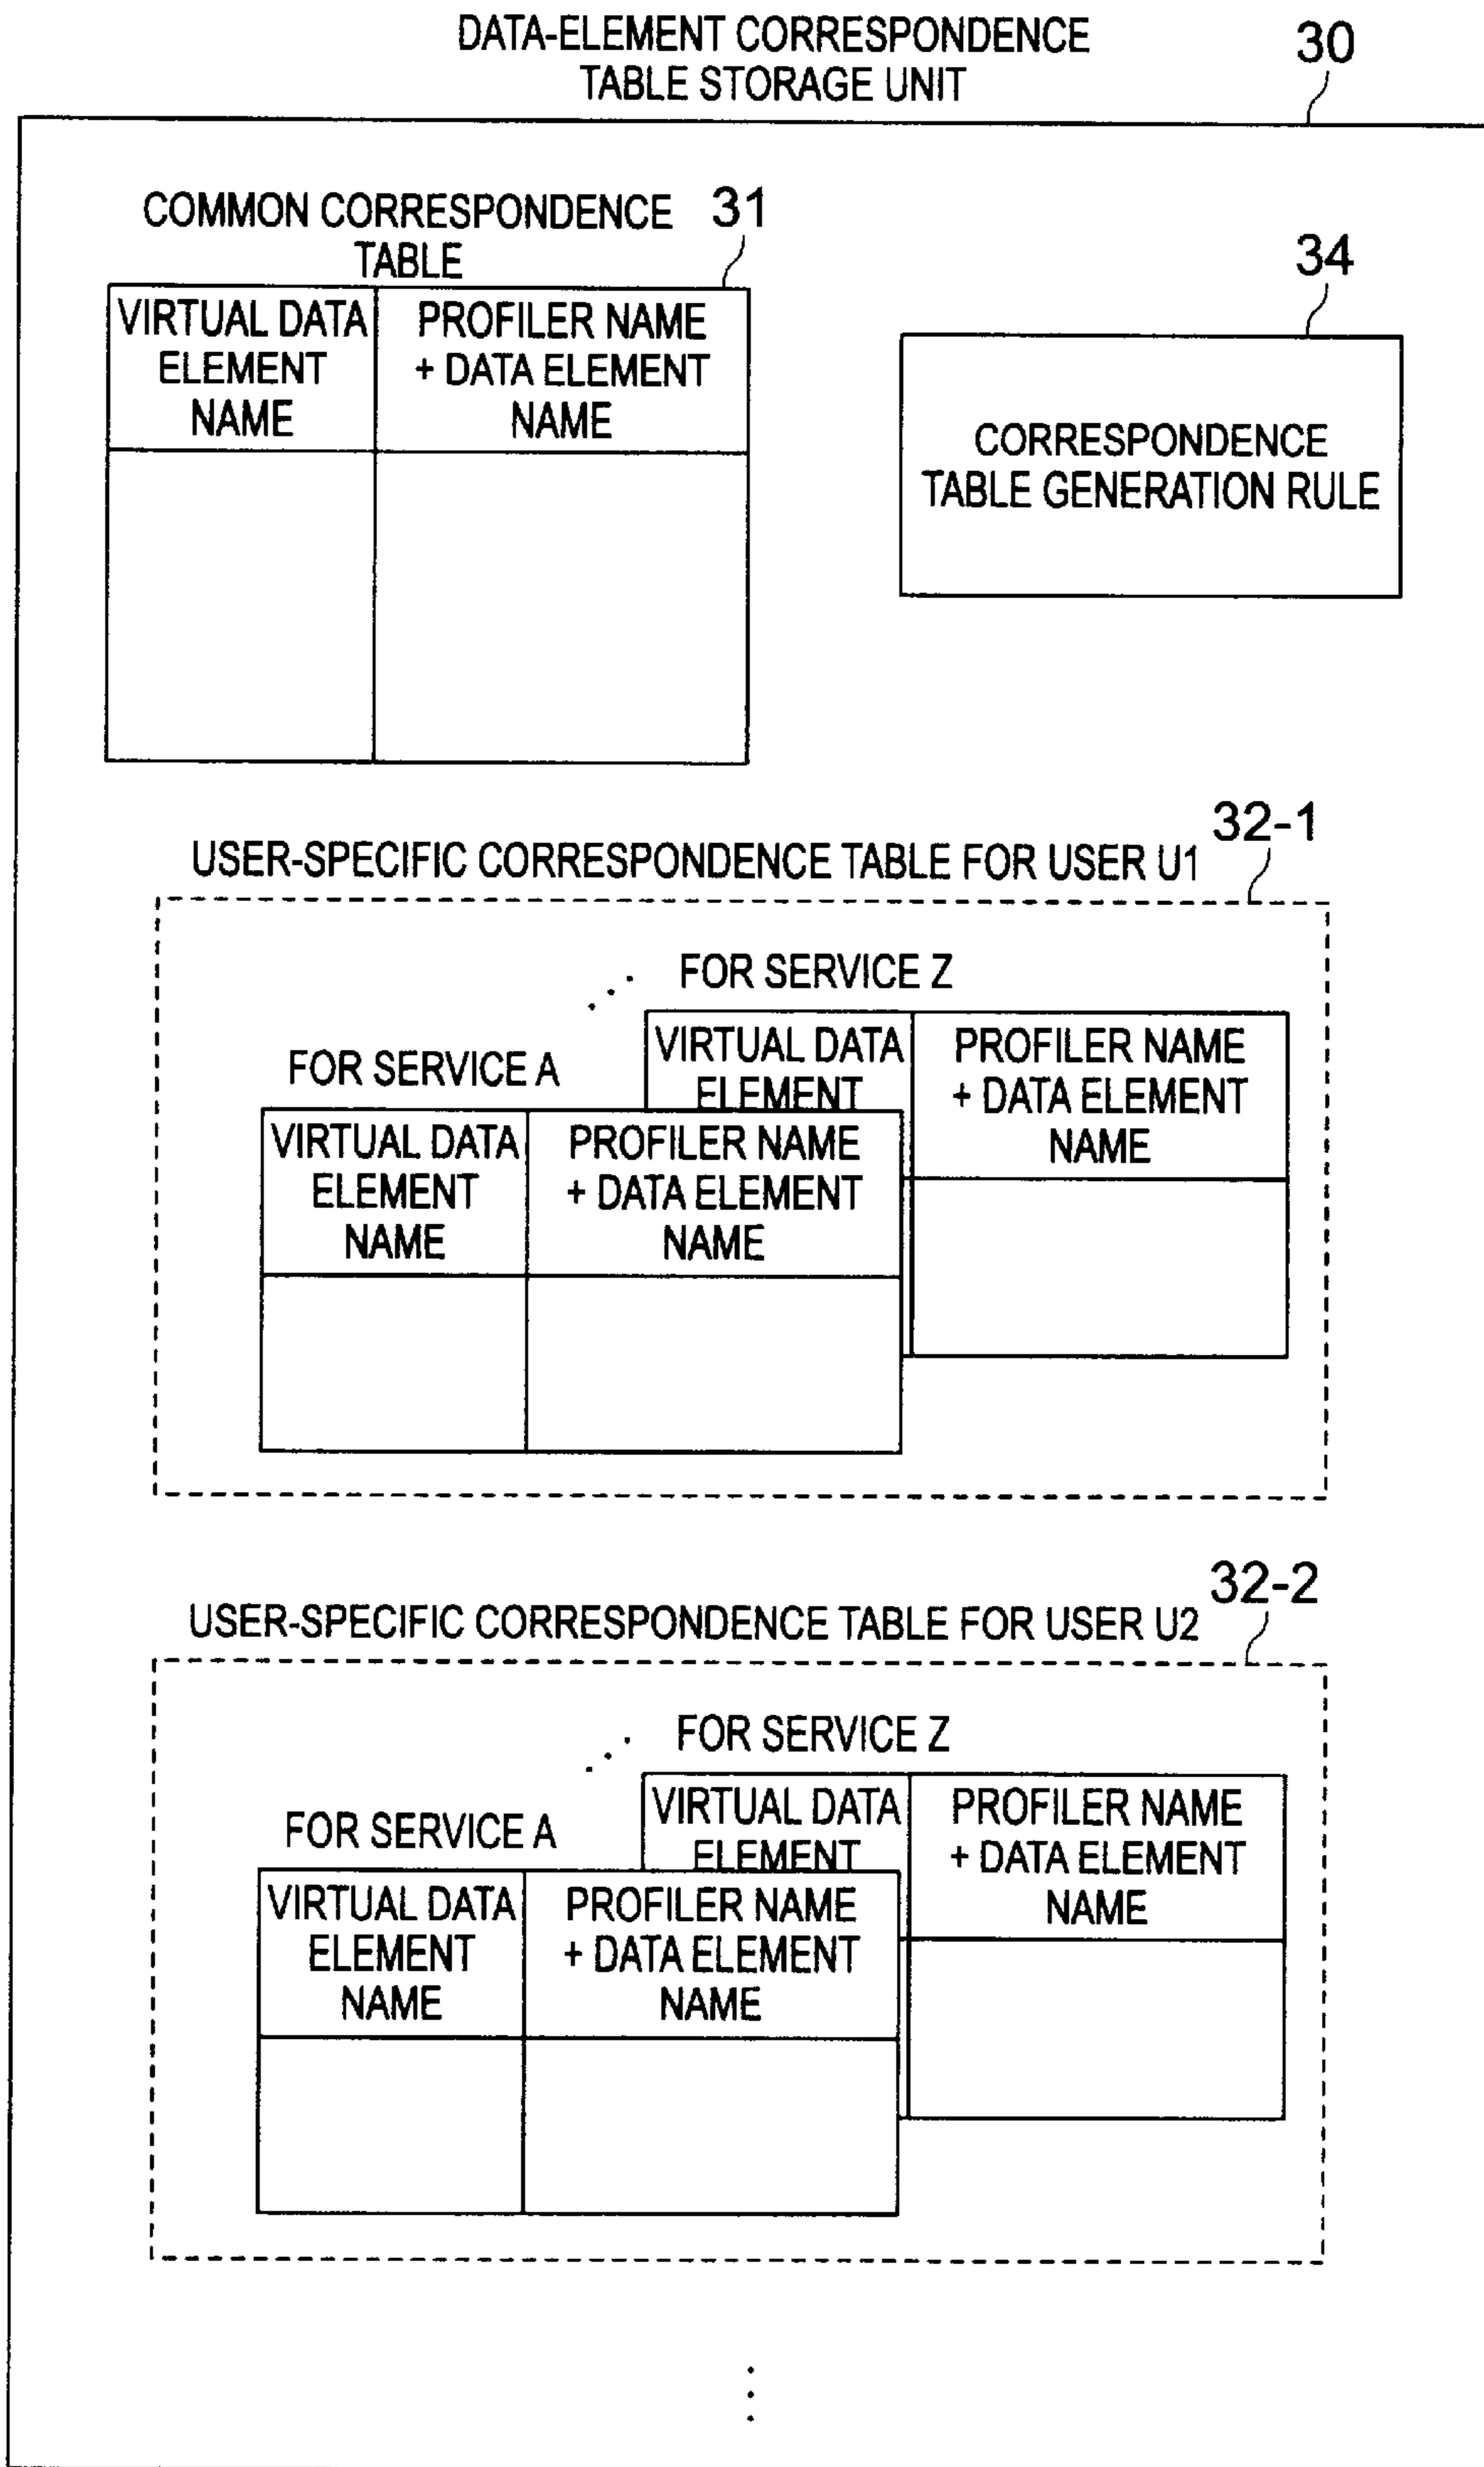 DATA-ELEMENT CORRESPONDENCE
TABLE STORAGE UNIT
30
COMMON CORRESPONDENCE
TABLE
31
VIRTUAL DATA
ELEMENT
NAME
PROFILER NAME
+ DATA ELEMENT
NAME
34
CORRESPONDENCE
TABLE GENERATION RULE
32-1
USER-SPECIFIC CORRESPONDENCE TABLE FOR USER U1
FOR SERVICE Z
VIRTUAL DATA
ELEMENT
PROFILER NAME
+ DATA ELEMENT
NAME
FOR SERVICE A
VIRTUAL DATA
ELEMENT
NAME
PROFILER NAME
+ DATA ELEMENT
NAME
32-2
USER-SPECIFIC CORRESPONDENCE TABLE FOR USER U2
FOR SERVICE Z
VIRTUAL DATA
ELEMENT
PROFILER NAME
+ DATA ELEMENT
NAME
FOR SERVICE A
VIRTUAL DATA
ELEMENT
NAME
PROFILER NAME
+ DATA ELEMENT
NAME